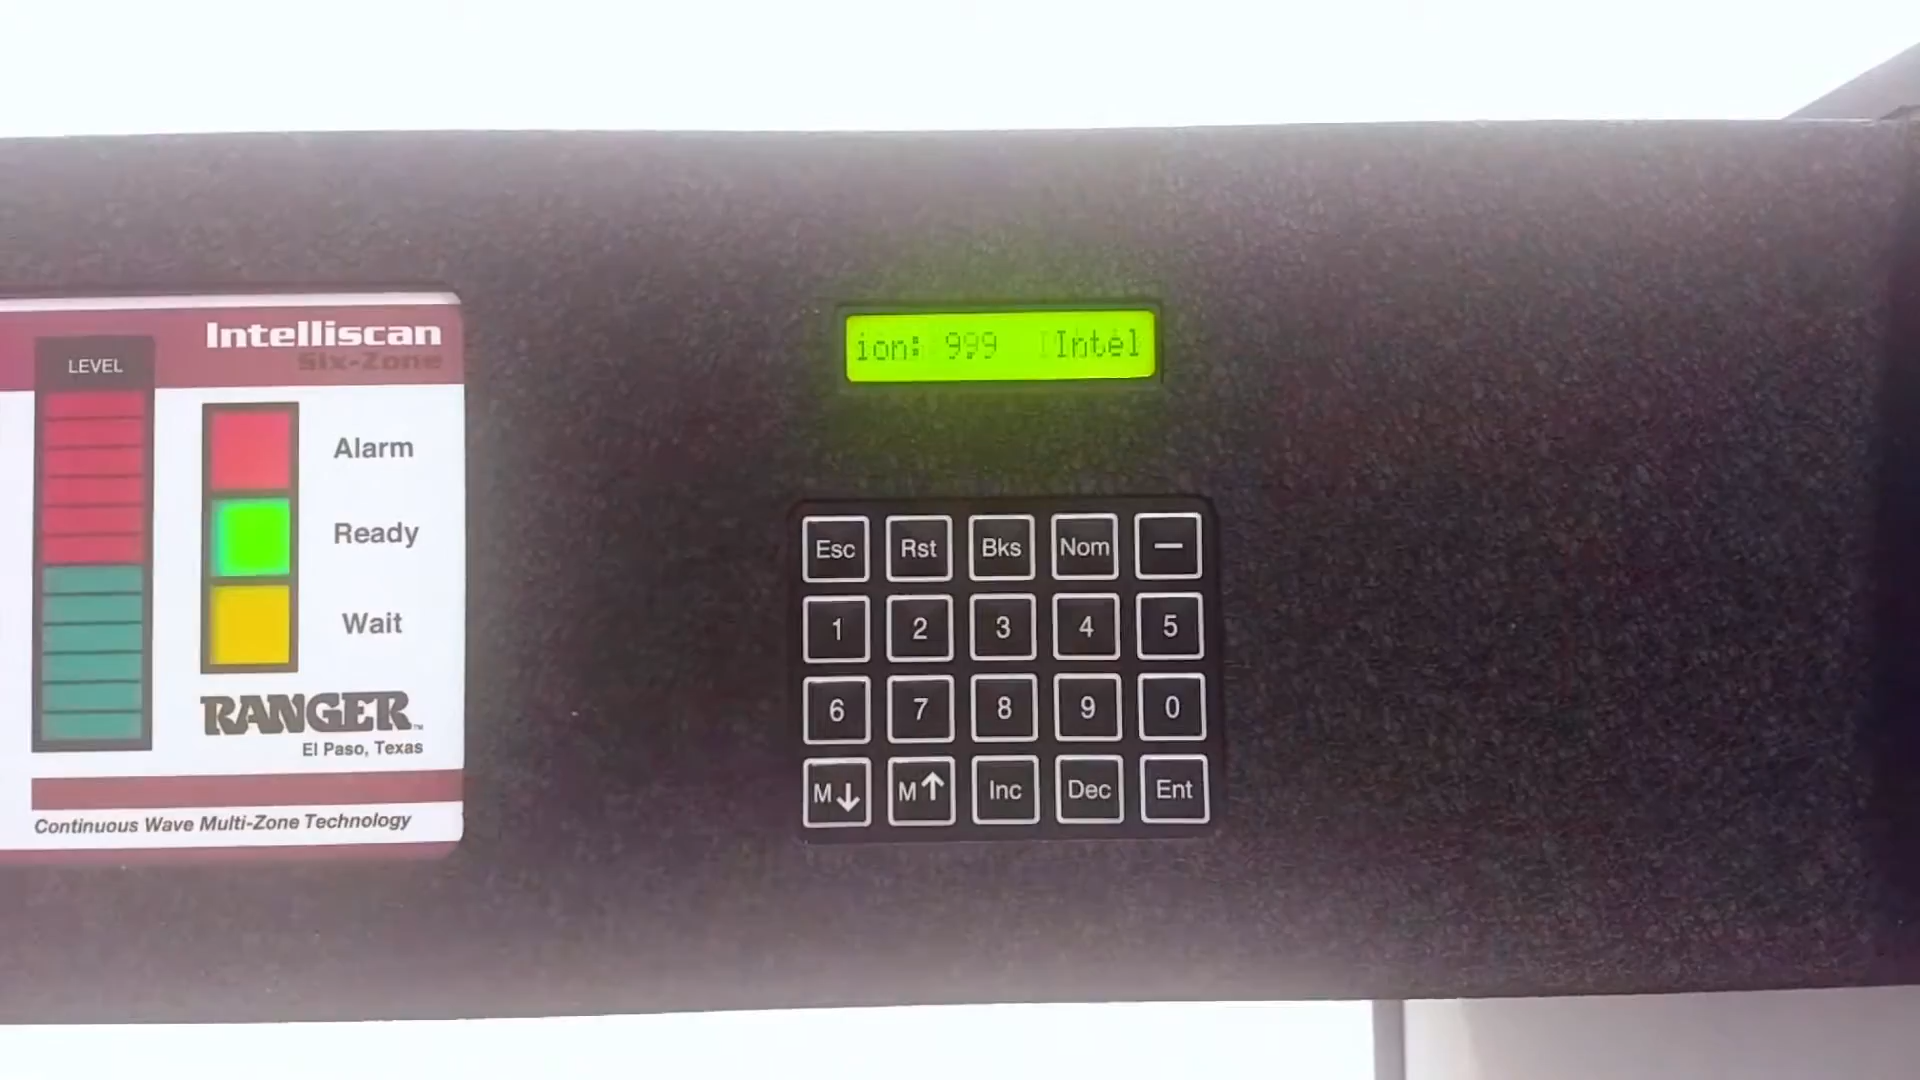 Intelliscan
Six-Zone
LEVEL
Alarm
Ready
Wait
RANGER™
El Paso, Texas
Continuous Wave Multi-Zone Technology
ion: 999 Intel
Esc Rst Bks Nom —
1 2 3 4 5
6 7 8 9 0
M↓ M↑ Inc Dec Ent